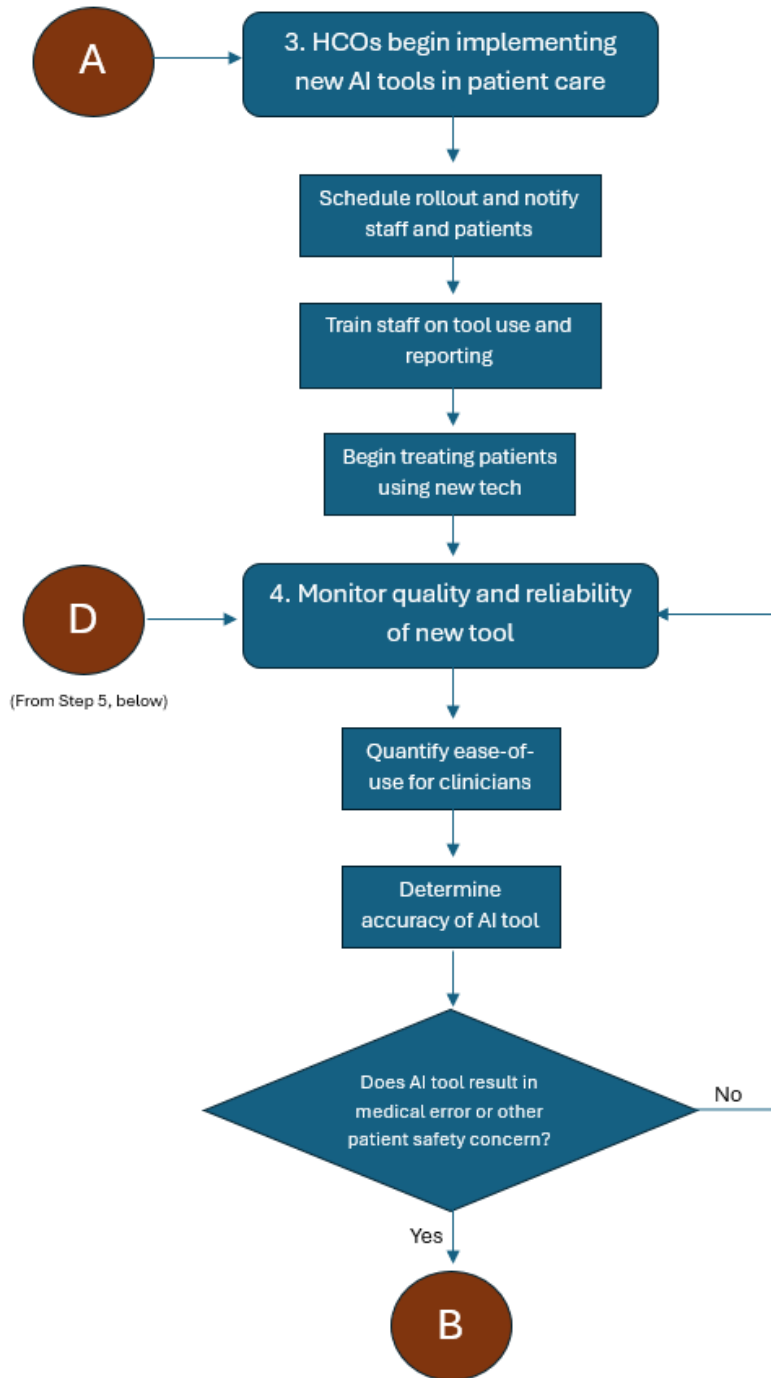 A
3. HCOs begin implementing
new AI tools in patient care
Schedule rollout and notify
staff and patients
Train staff on tool use and
reporting
Begin treating patients
using new tech
D
4. Monitor quality and reliability
of new tool
(From Step 5, below)
Quantify ease-of-
use for clinicians
Determine
accuracy of AI tool
Does AI tool result in
medical error or other
patient safety concern?
No
Yes
B